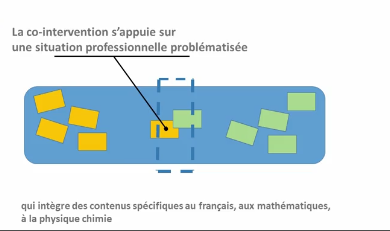 La co-intervention s’appuie sur
une situation professionnelle problématisée
qui intègre des contenus spécifiques au français, aux mathématiques,
à la physique chimie